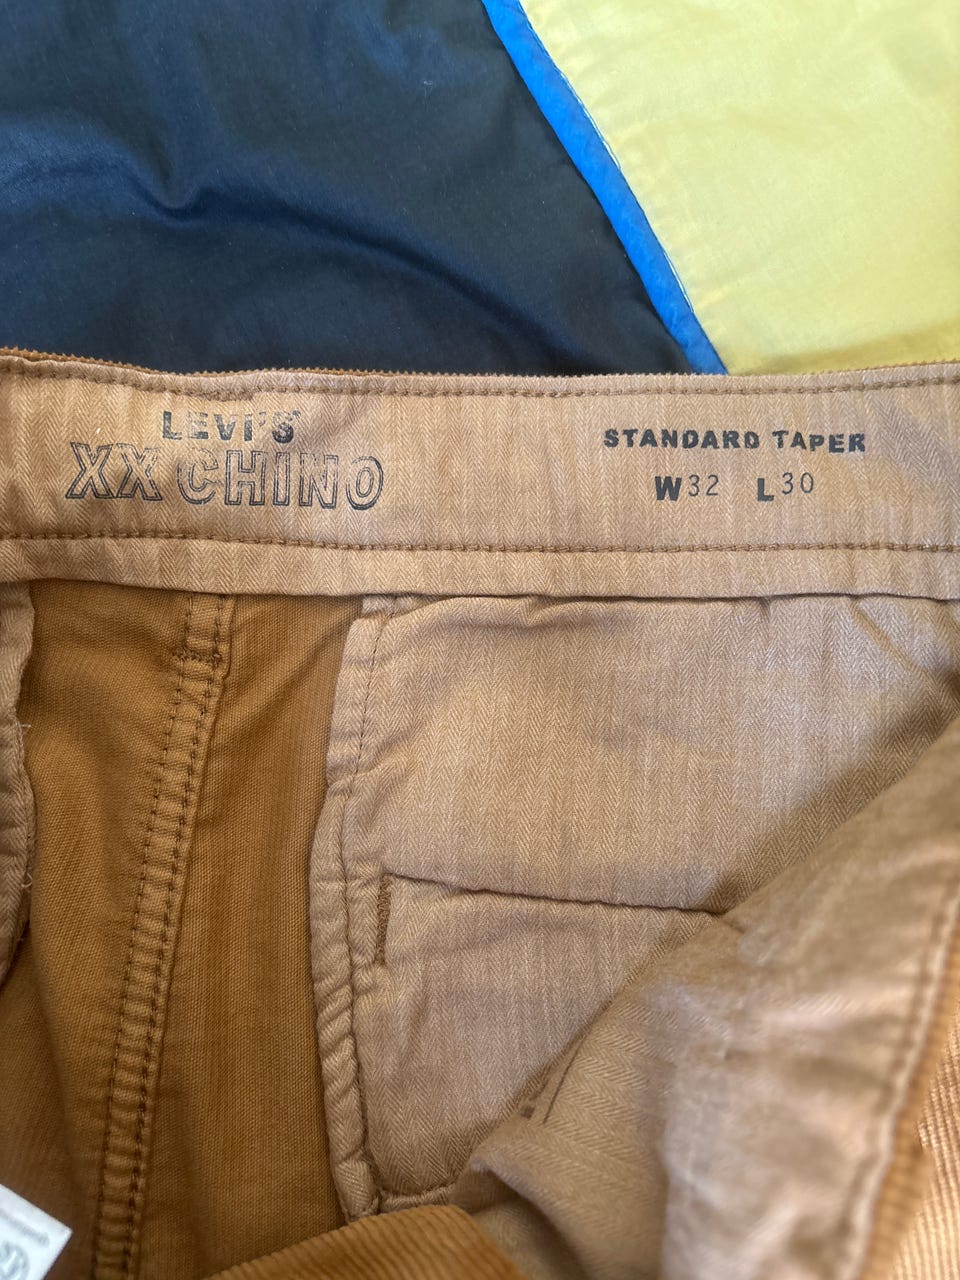 LEVI'S
XX CHINO
STANDARD TAPER
W32 L30